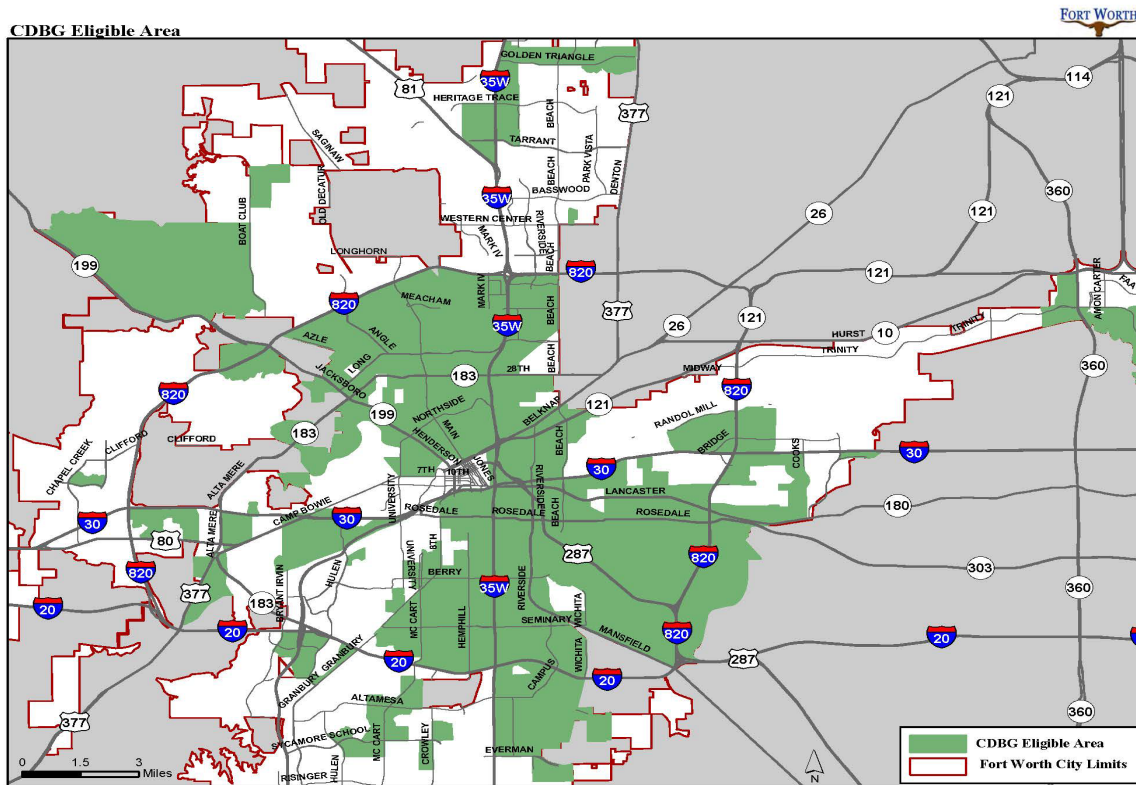 FORT WORTH
CDBG Eligible Area
GOLDEN TRIANGLE
114
35W
81
HERITAGE TRACE
121
377
BEACH
SAGINAW
TARRANT
PARK VISTA
BEACH
DENTON
BASSWOOD
360
35W
OLD DECATUR
BOAT CLUB
26
121
WESTERN CENTER
RIVERSIDE
MARK IV
LONGHORN
BEACH
199
820
121
FAA
MARK IV
AMON CARTER
820
MEACHAM
BEACH
377
35W
26
121
TRINITY
HURST
10
AZLE
ANGLE
LONG
TRINITY
BEACH
28TH
MIDWAY
360
JACKSBORO
183
820
820
NORTHSIDE
BELKNAP
121
199
RANDOL MILL
MAIN
183
CLIFFORD
CLIFFORD
HENDERSON
BEACH
BRIDGE
COOKS
30
CHAPEL CREEK
ALTA MERE
7TH
10TH
JONES
30
UNIVERSITY
RIVERSIDE
LANCASTER
CAMP BOWIE
BEACH
180
30
30
ROSEDALE
ROSEDALE
ROSEDALE
80
ALTA MERE
18TH
UNIVERSITY
287
820
303
820
HULEN
BERRY
377
35W
RIVERSIDE
360
BRYANT IRVIN
183
MC CART
HEMPHILL
WICHITA
20
20
SEMINARY
820
MANSFIELD
20
GRANBURY
20
WICHITA
287
CAMPUS
20
GRANBURY
ALTAMESA
377
360
SYCAMORE SCHOOL
MC CART
CROWLEY
EVERMAN
HULEN
RISINGER
0 1.5 3
Miles
N
CDBG Eligible Area
Fort Worth City Limits